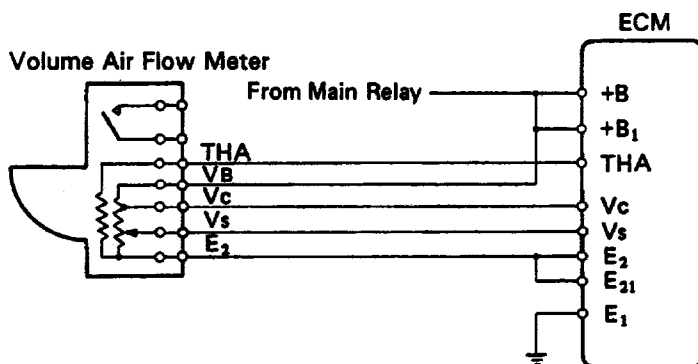 ECM
Volume Air Flow Meter
From Main Relay
+B
+B₁
THA
THA
VB
Vc
Vc
Vs
Vs
E₂
E₂
E₂₁
E₁